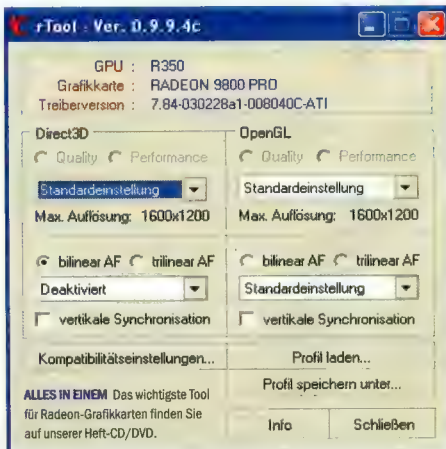 rTool - Ver. 0.9.9.4c
GPU : R350
Grafikkarte : RADEON 9800 PRO
Treiberversion : 7.84-030228a1-008040C-ATI
Direct3D
Quality Performance
Standardeinstellung
Max. Auflösung: 1600x1200
bilinear AF trilinear AF
Deaktiviert
vertikale Synchronisation
OpenGL
Quality Performance
Standardeinstellung
Max. Auflösung: 1600x1200
bilinear AF trilinear AF
Standardeinstellung
vertikale Synchronisation
Kompatibilitätseinstellungen...
Profil laden...
Profil speichern unter...
Info
Schließen
ALLES IN EINEM Das wichtigste Tool
für Radeon-Grafikkarten finden Sie
auf unserer Heft-CD/DVD.